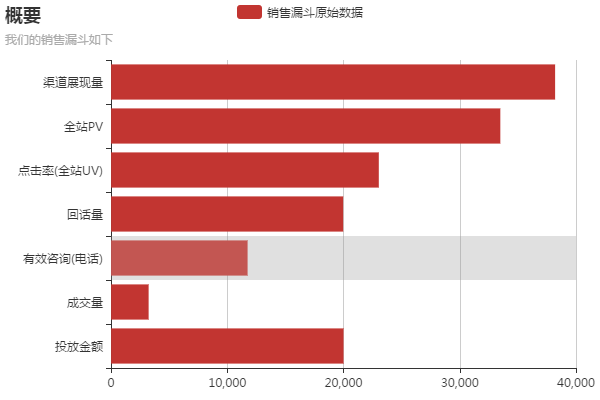 概要
销售漏斗原始数据
我们的销售漏斗如下
渠道展现量
全站PV
点击率(全站UV)
回话量
有效咨询(电话)
成交量
投放金额
0 10,000 20,000 30,000 40,000